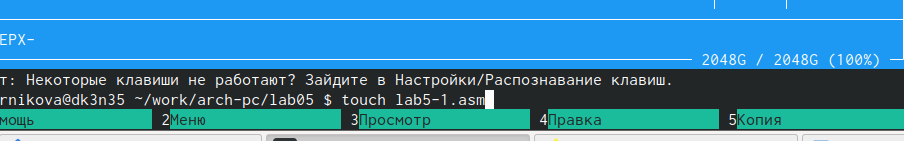 ЕРХ-
2048G / 2048G (100%)
т: Некоторые клавиши не работают? Зайдите в Настройки/Распознавание клавиш.
rnikova@dk3n35 ~/work/arch-pc/lab05 $ touch lab5-1.asm
мощь 2Меню 3Просмотр 4Правка 5Копия